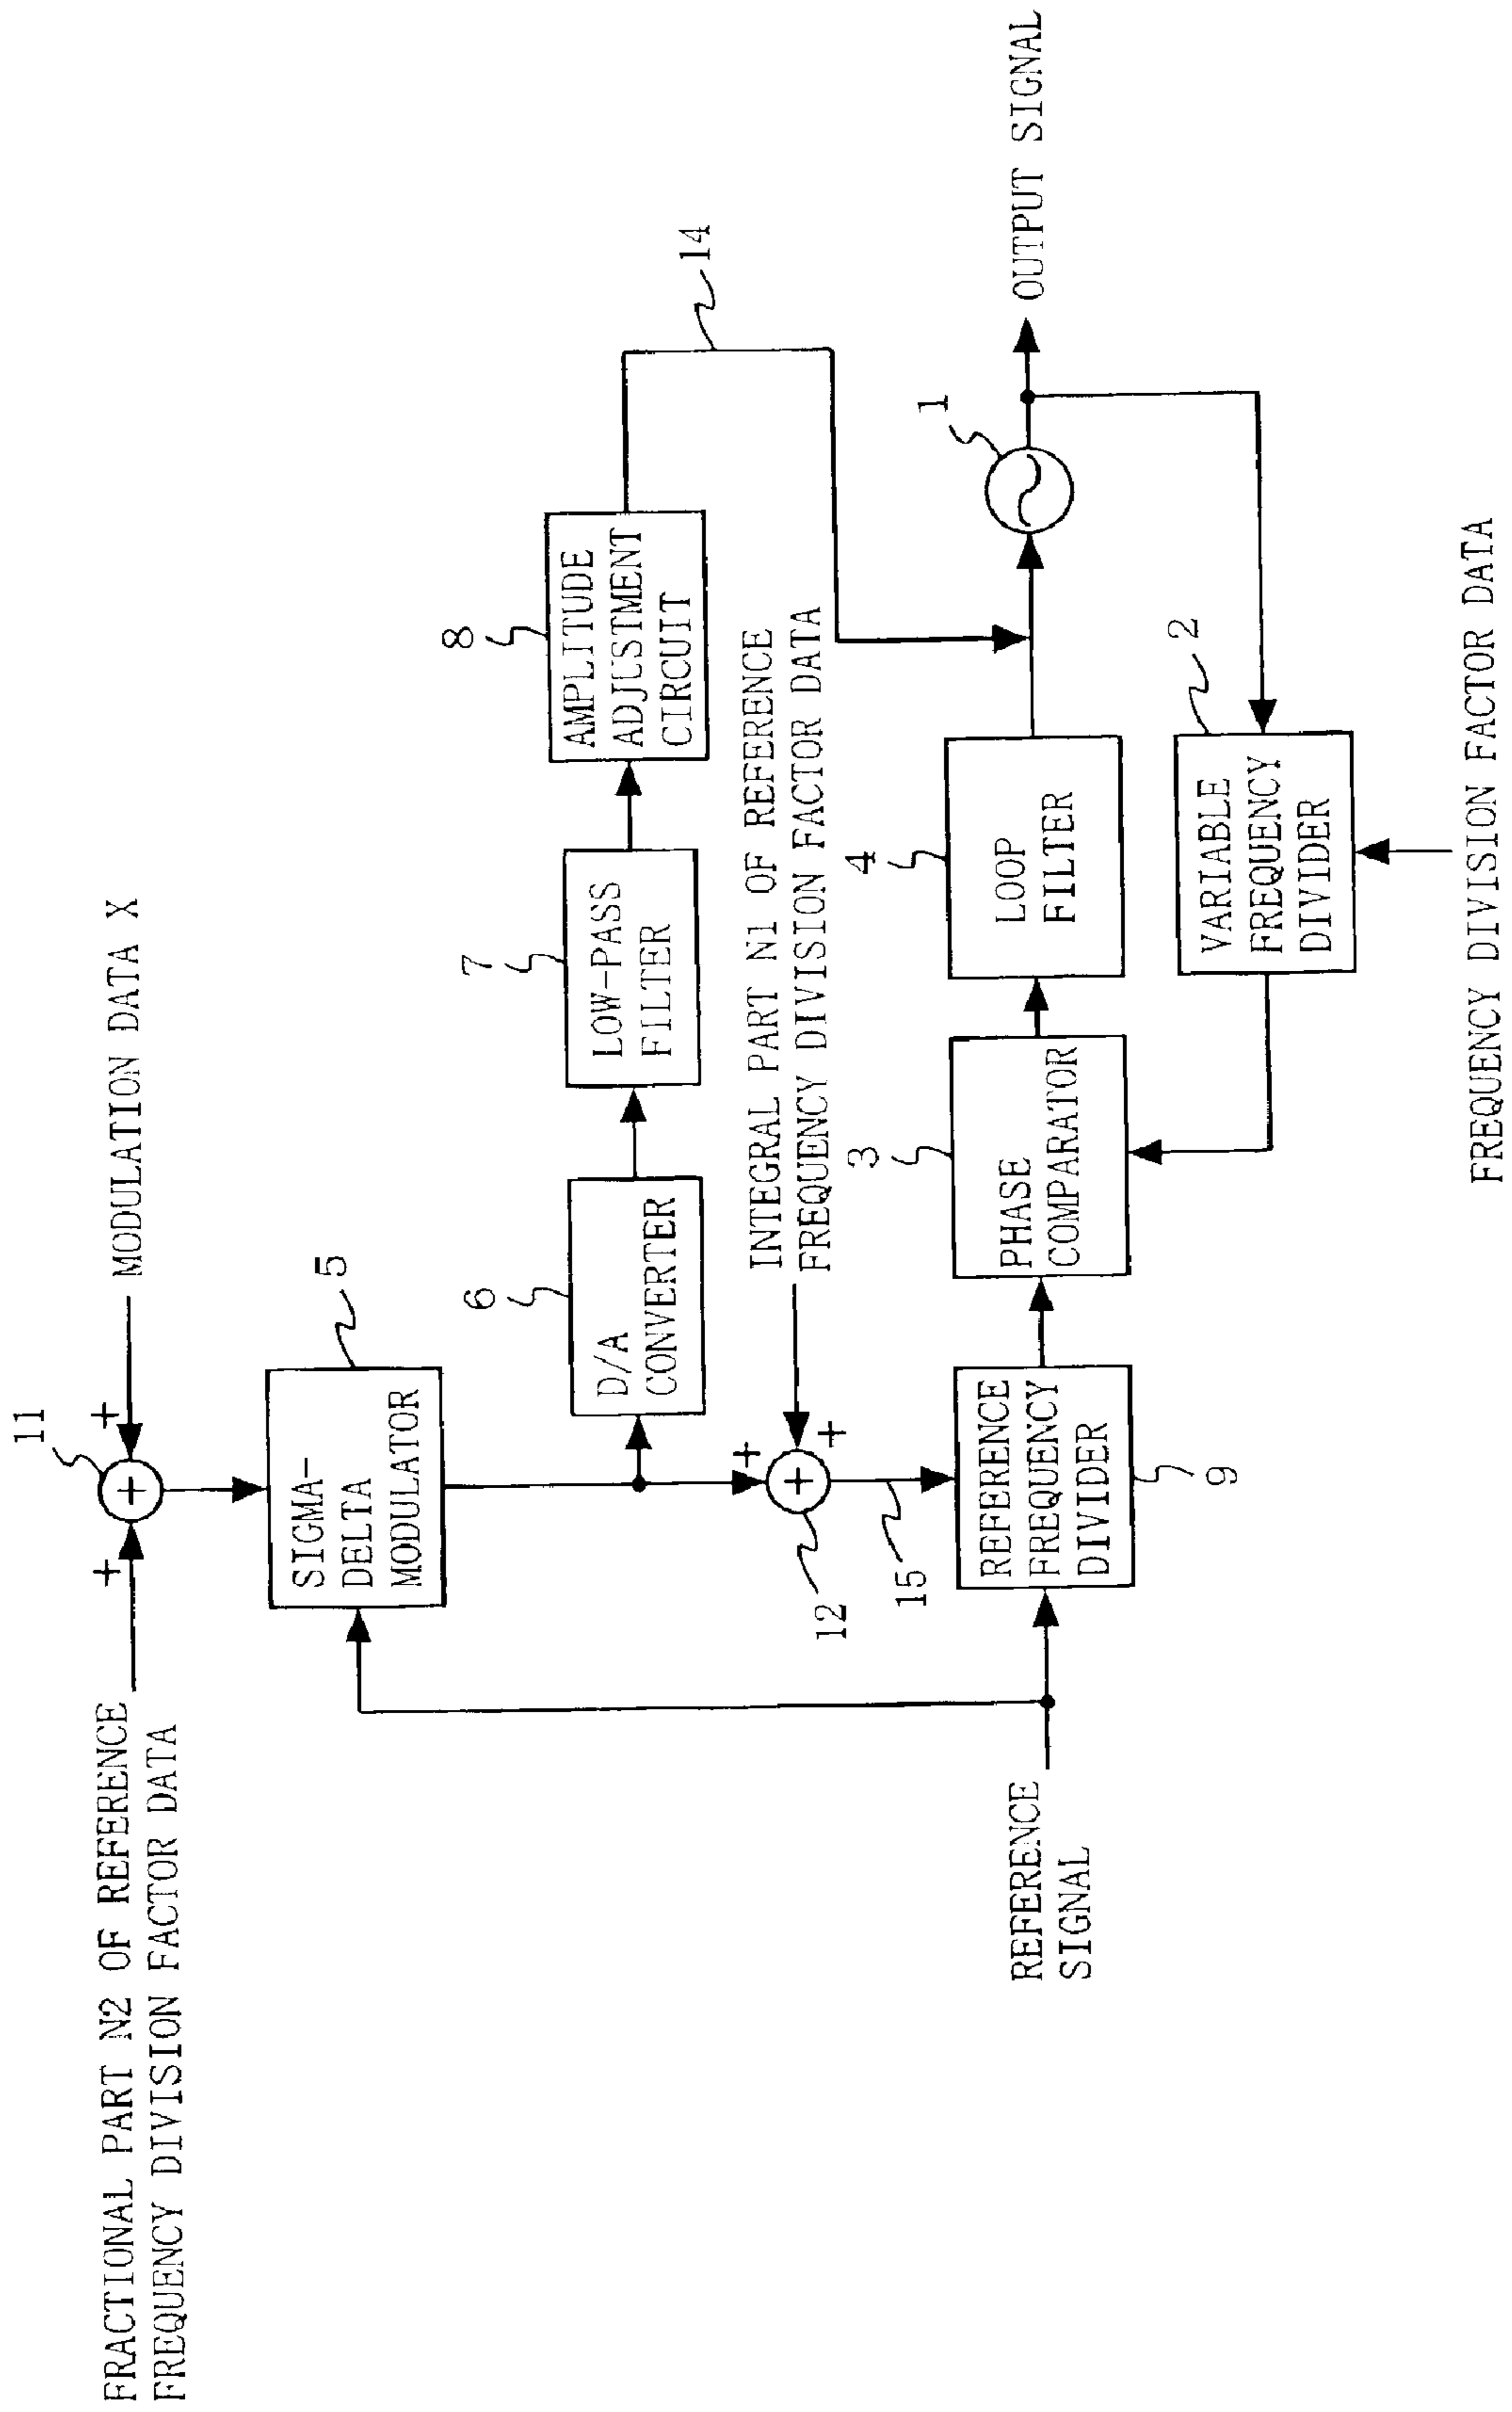 FRACTIONAL PART N2 OF REFERENCE
FREQUENCY DIVISION FACTOR DATA
+
11
+
+
MODULATION DATA X
SIGMA-
DELTA
MODULATOR
5
D/A
CONVERTER
6
LOW-PASS
FILTER
7
AMPLITUDE
ADJUSTMENT
CIRCUIT
8
14
INTEGRAL PART N1 OF REFERENCE
FREQUENCY DIVISION FACTOR DATA
+
+
+
12
15
REFERENCE
SIGNAL
REFERENCE
FREQUENCY
DIVIDER
9
PHASE
COMPARATOR
3
LOOP
FILTER
4
1
OUTPUT SIGNAL
VARIABLE
FREQUENCY
DIVIDER
2
FREQUENCY DIVISION FACTOR DATA